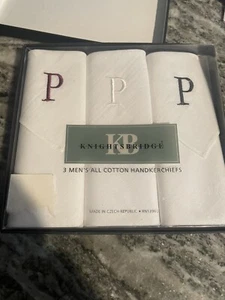 P P P
KB
KNIGHTSBRIDGE
3 MEN'S ALL COTTON HANDKERCHIEFS
MADE IN CZECH REPUBLIC